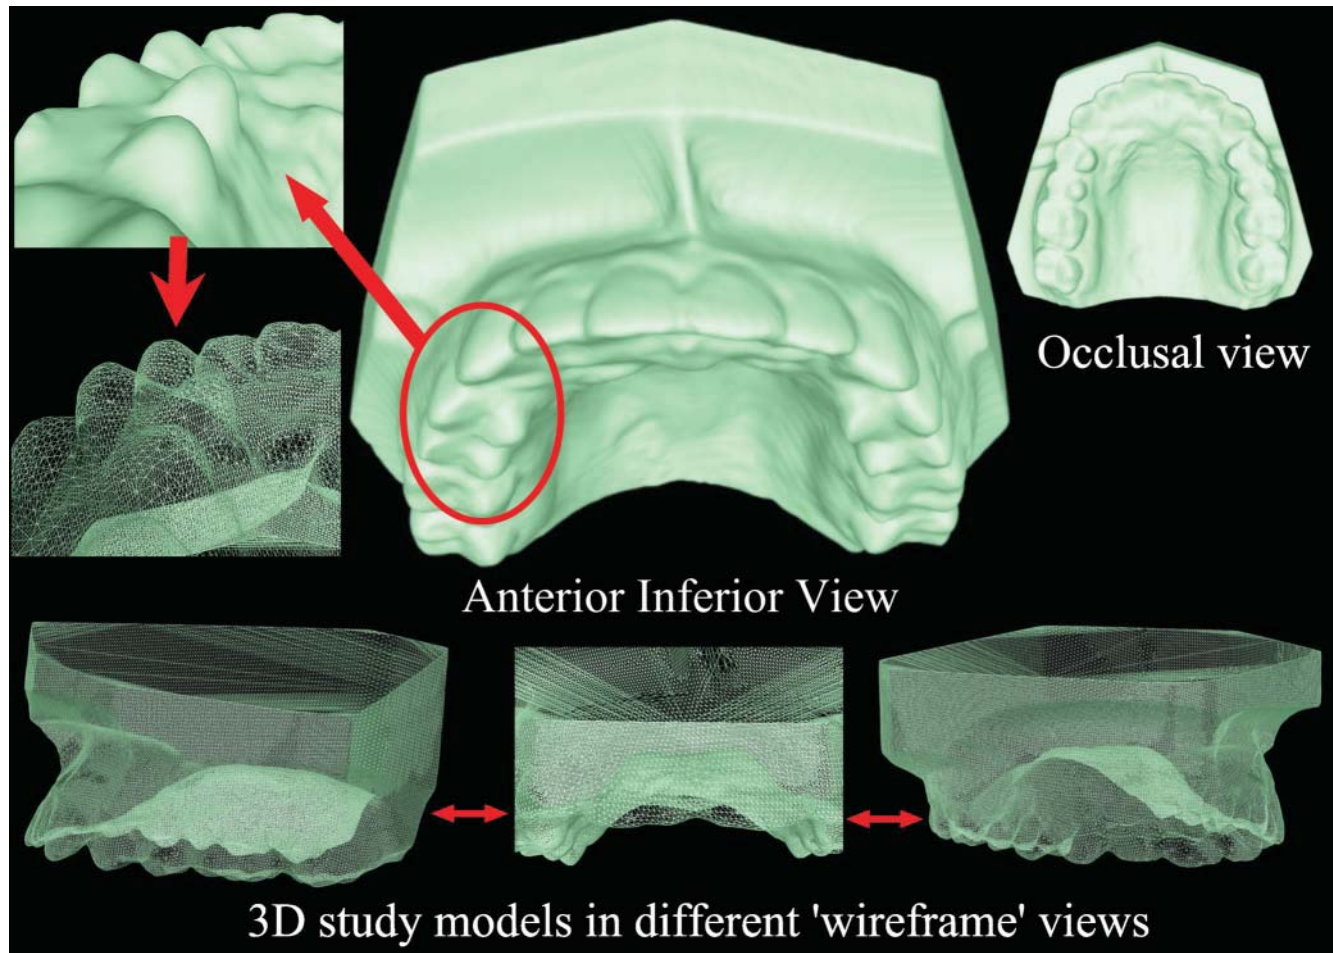 Occlusal view
Anterior Inferior View
3D study models in different 'wireframe' views